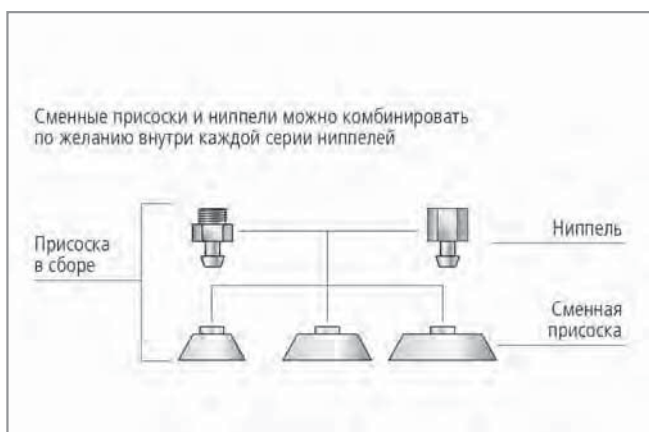 Сменные присоски и ниппели можно комбинировать
по желанию внутри каждой серии ниппелей
Присоска
в сборе
Ниппель
Сменная
присоска